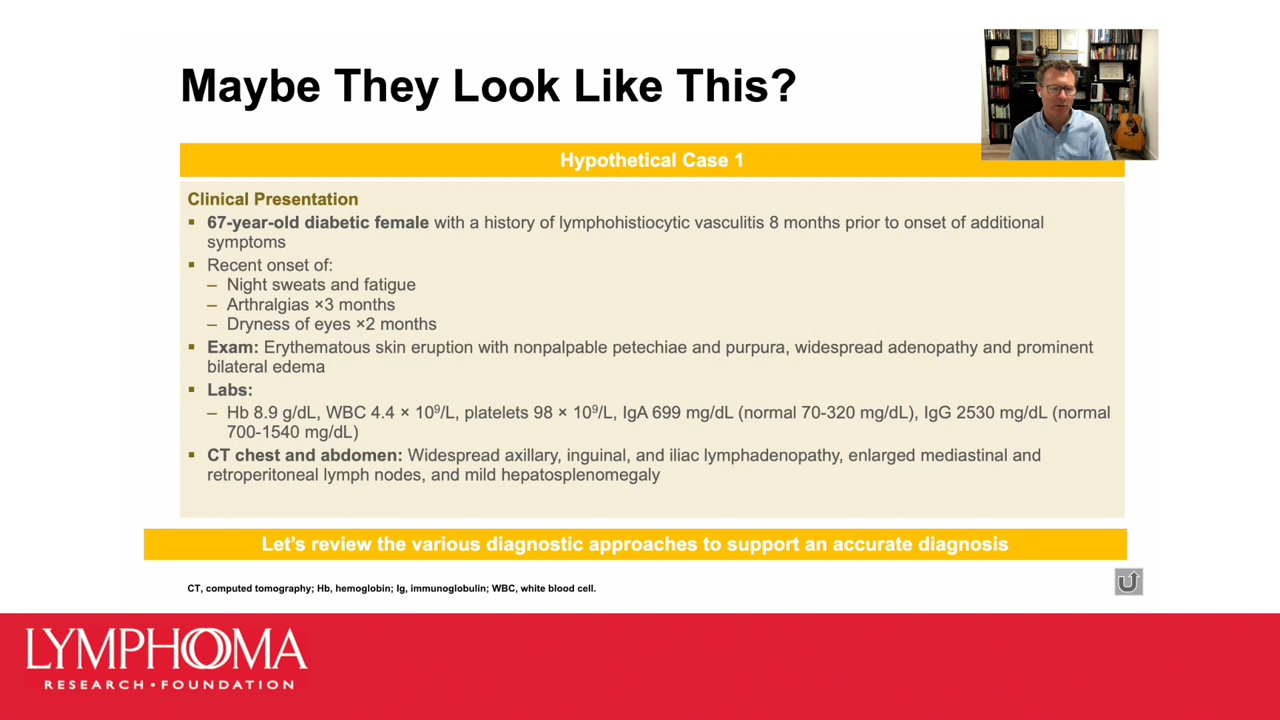 Maybe They Look Like This?
Hypothetical Case 1
Clinical Presentation
▪ 67-year-old diabetic female with a history of lymphohistiocytic vasculitis 8 months prior to onset of additional
symptoms
▪ Recent onset of:
– Night sweats and fatigue
– Arthralgias ×3 months
– Dryness of eyes ×2 months
▪ Exam: Erythematous skin eruption with nonpalpable petechiae and purpura, widespread adenopathy and prominent
bilateral edema
▪ Labs:
– Hb 8.9 g/dL, WBC 4.4 × 10⁹/L, platelets 98 × 10⁹/L, IgA 699 mg/dL (normal 70-320 mg/dL), IgG 2530 mg/dL (normal
700-1540 mg/dL)
▪ CT chest and abdomen: Widespread axillary, inguinal, and iliac lymphadenopathy, enlarged mediastinal and
retroperitoneal lymph nodes, and mild hepatosplenomegaly
Let's review the various diagnostic approaches to support an accurate diagnosis
CT, computed tomography; Hb, hemoglobin; Ig, immunoglobulin; WBC, white blood cell.
LYMPHOMA
RESEARCH • FOUNDATION